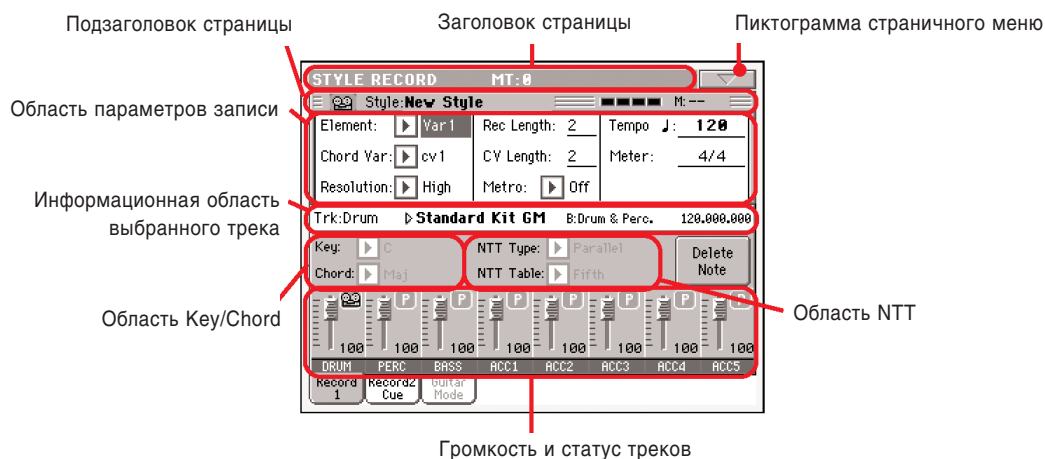 Подзаголовок страницы
Заголовок страницы
Пиктограмма страничного меню
STYLE RECORD MT:0
Style:New Style M:--
Область параметров записи
Element: Var1 Rec Length: 2 Tempo ♩: 120
Chord Var: cv1 CV Length: 2 Meter: 4/4
Resolution: High Metro: Off
Информационная область
выбранного трека
Trk:Drum Standard Kit GM B:Drum & Perc. 120.000.000
Key: C NTT Type: Parallel
Chord: Maj NTT Table: Fifth
Delete
Note
Область Key/Chord
Область NTT
P P P P P P P
100 100 100 100 100 100 100 100
DRUM PERC BASS ACC1 ACC2 ACC3 ACC4 ACC5
Record
1
Record2
Cue
Guitar
Mode
Громкость и статус треков